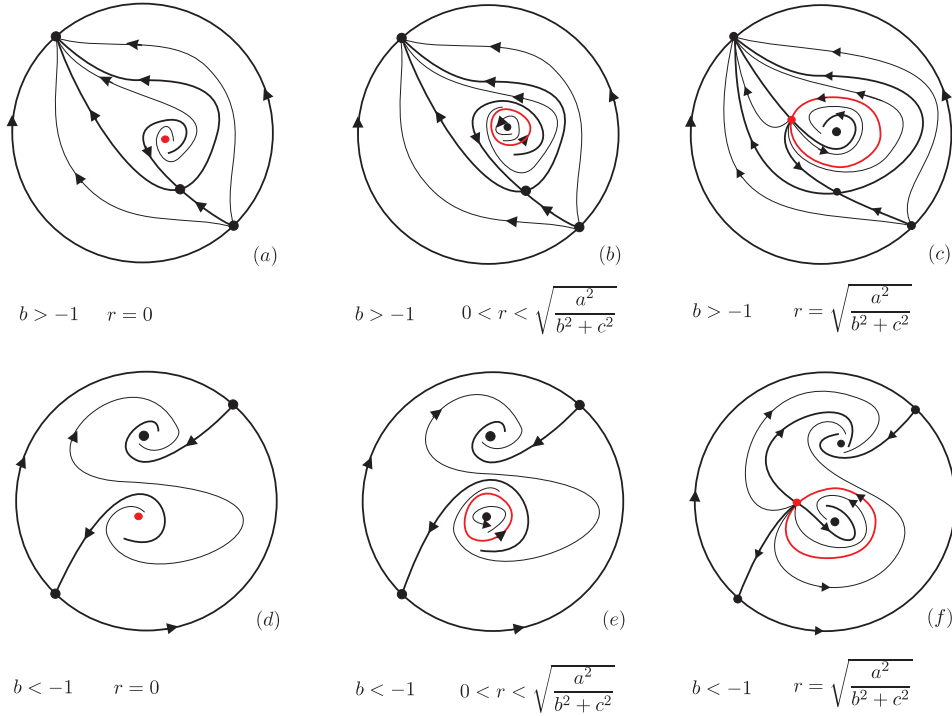 (a) (b) (c)
b > −1 r = 0 b > −1 0 < r < √(a²/(b² + c²)) b > −1 r = √(a²/(b² + c²))
(d) (e) (f)
b < −1 r = 0 b < −1 0 < r < √(a²/(b² + c²)) b < −1 r = √(a²/(b² + c²))